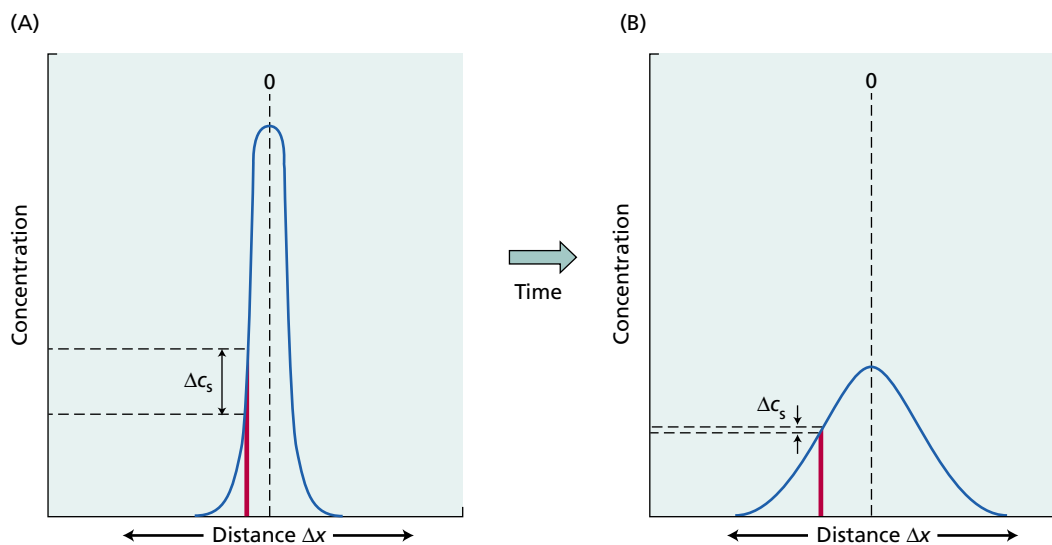 (A)
0
Concentration
Δcₛ
Distance Δx
Time
(B)
0
Concentration
Δcₛ
Distance Δx